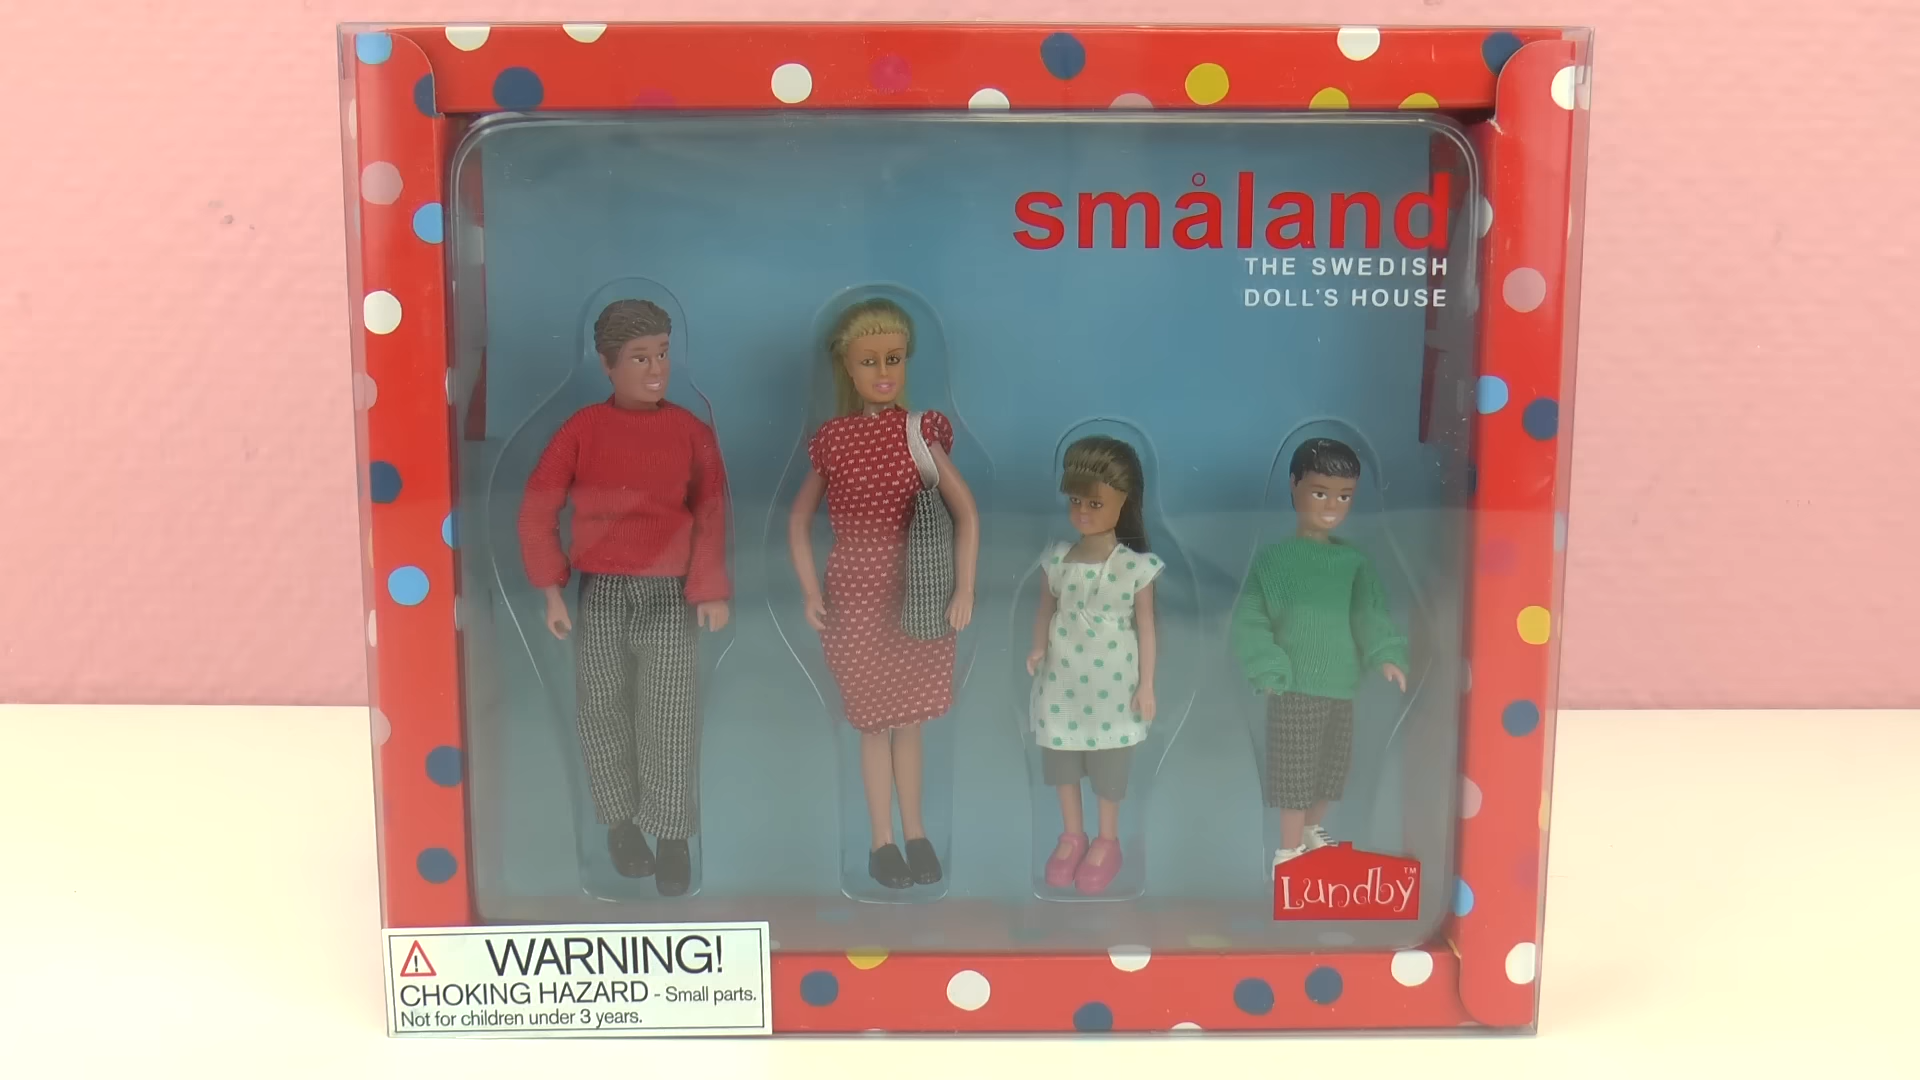 småland
THE SWEDISH
DOLL'S HOUSE
Lundby™
WARNING!
CHOKING HAZARD - Small parts.
Not for children under 3 years.